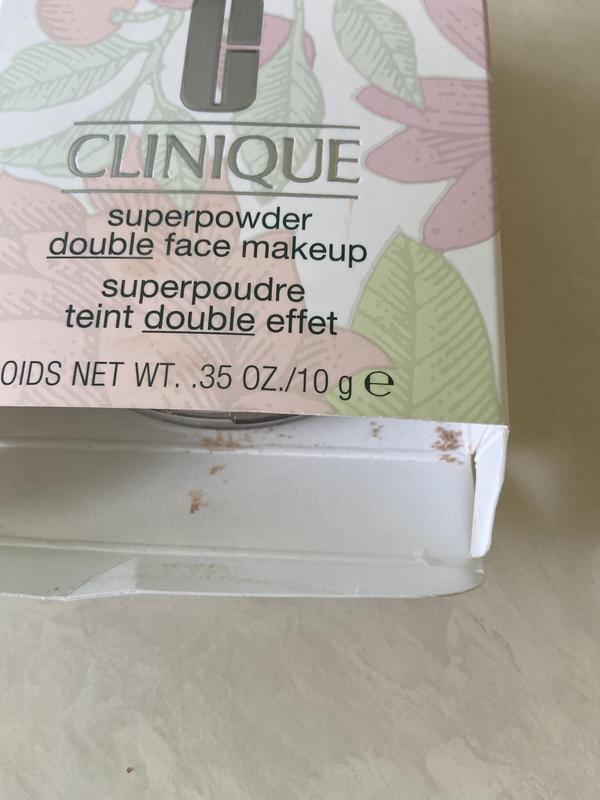 C
CLINIQUE
superpowder
double face makeup
superpoudre
teint double effet
OIDS NET WT. .35 OZ./10 g ℮